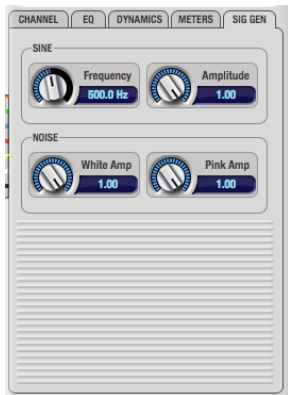 CHANNEL EQ DYNAMICS METERS SIG GEN
SINE
Frequency Amplitude
500.0 Hz 1.00
NOISE
White Amp Pink Amp
1.00 1.00